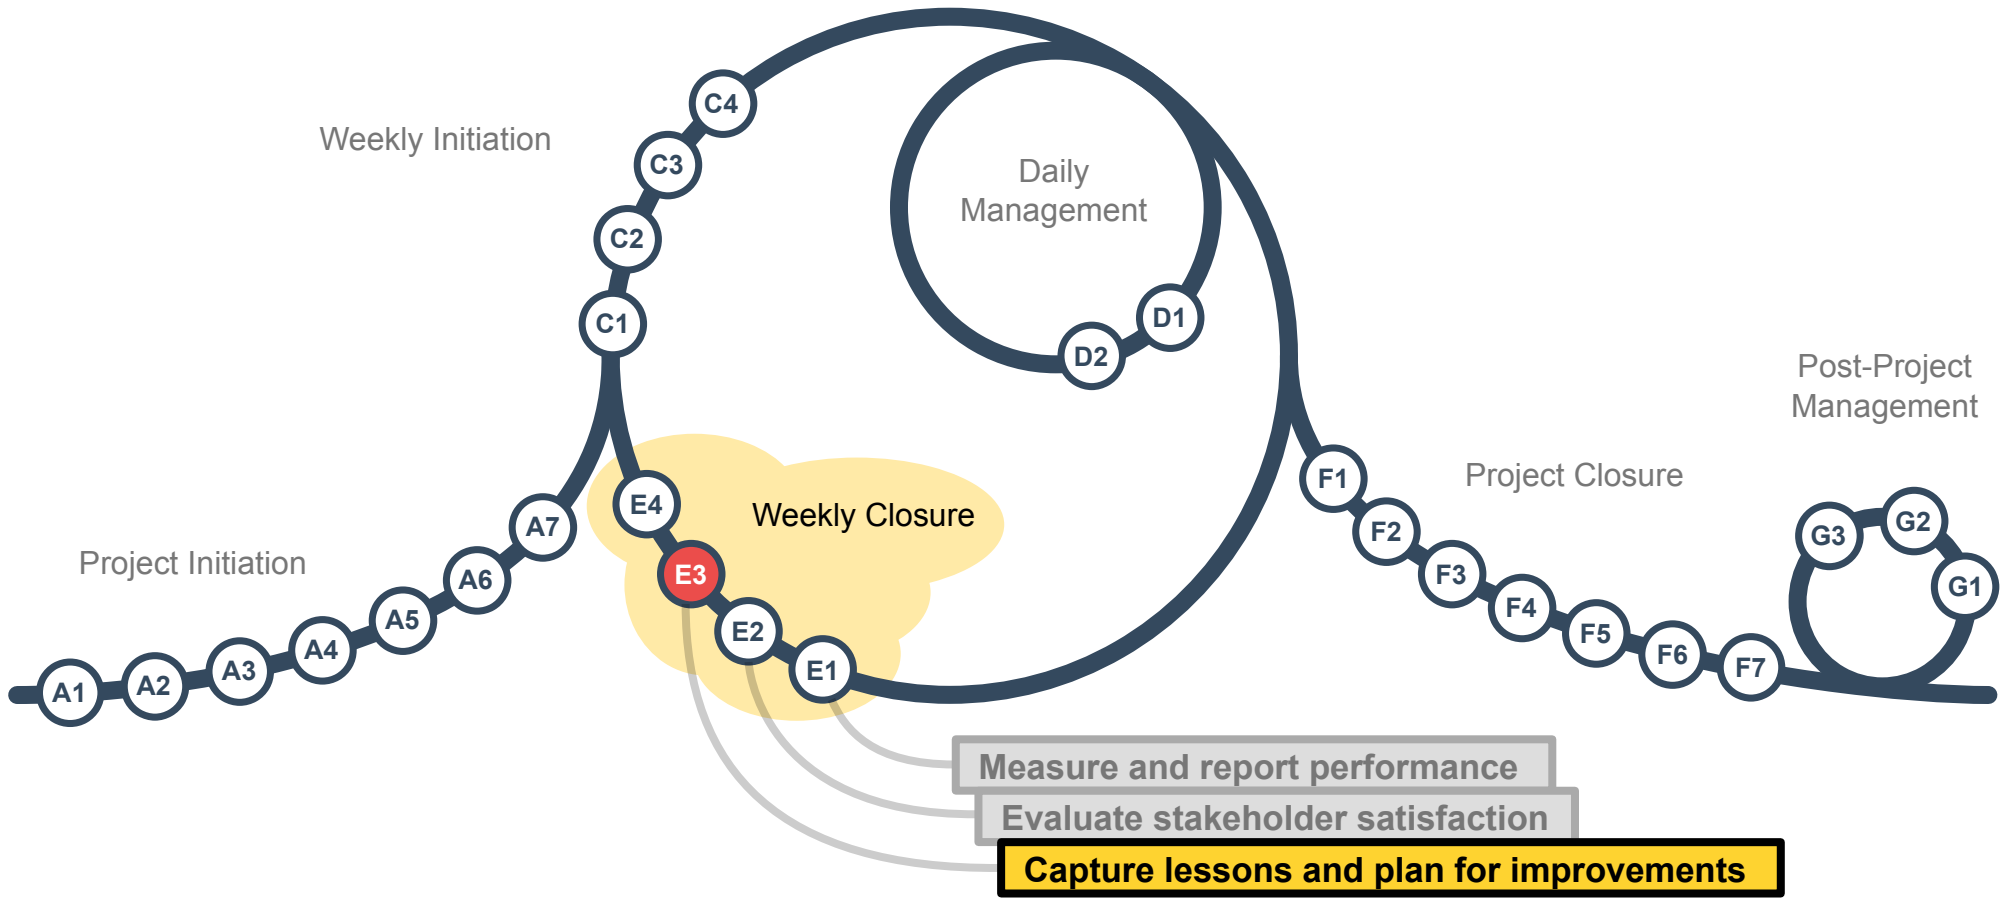 C4
Weekly Initiation
C3
Daily
Management
C2
C1
D1
D2
Post-Project
Management
F1
Project Closure
E4
Weekly Closure
A7
F2
G3
G2
G1
Project Initiation
A6
E3
F3
A5
E2
F4
A4
E1
F5
A3
F6
A2
F7
A1
Measure and report performance
Evaluate stakeholder satisfaction
Capture lessons and plan for improvements